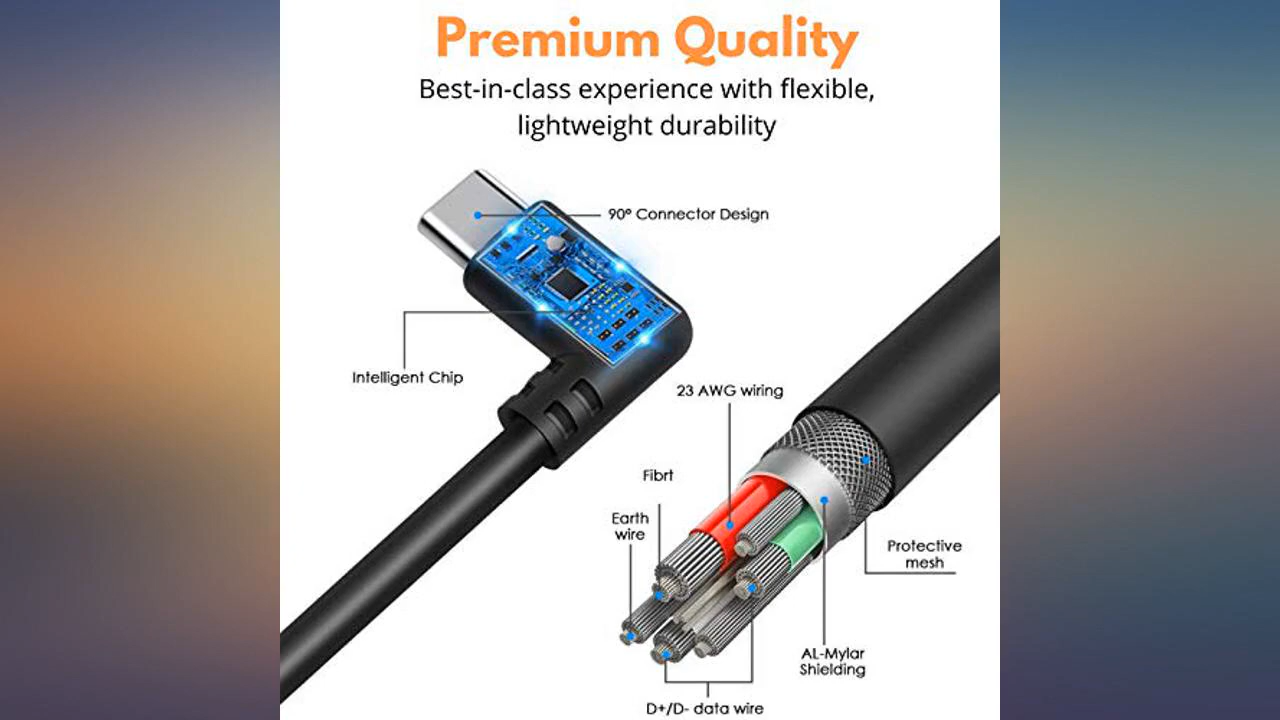 Premium Quality
Best-in-class experience with flexible,
lightweight durability
90º Connector Design
Intelligent Chip
23 AWG wiring
Fibrt
Earth
wire
Protective
mesh
AL-Mylar
Shielding
D+/D- data wire